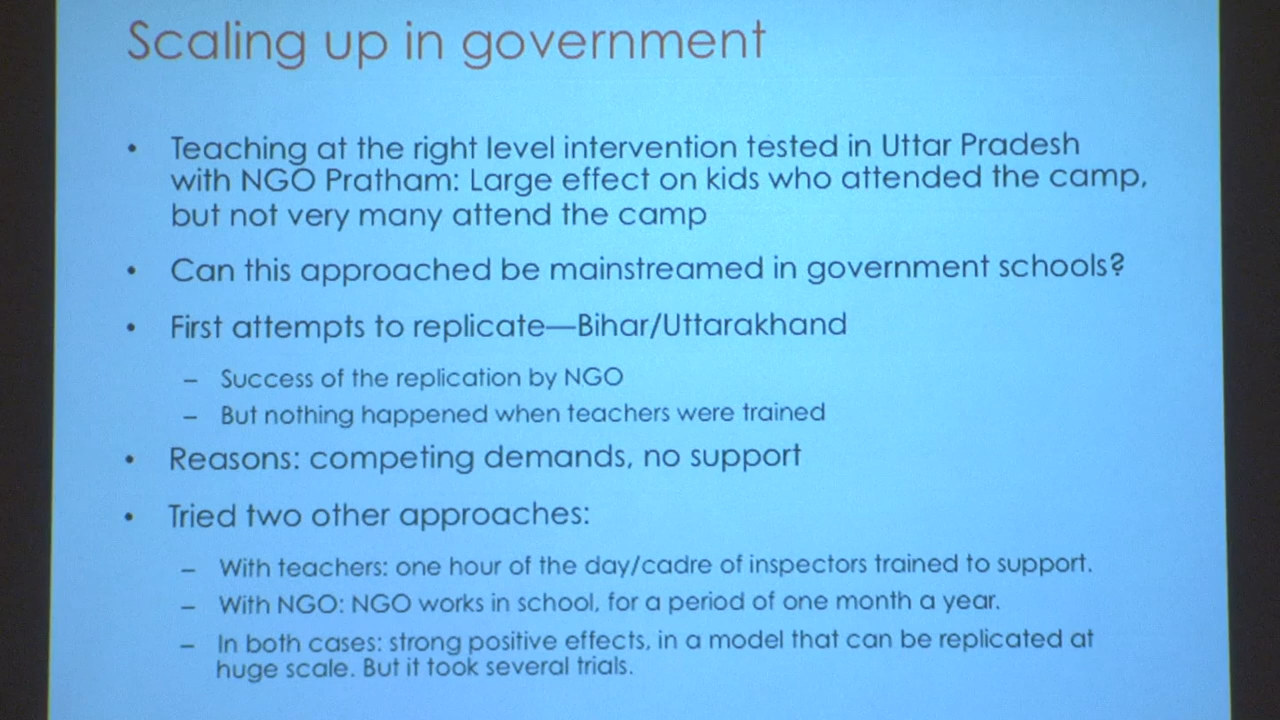 Scaling up in government
• Teaching at the right level intervention tested in Uttar Pradesh
with NGO Pratham: Large effect on kids who attended the camp,
but not very many attend the camp
• Can this approached be mainstreamed in government schools?
• First attempts to replicate—Bihar/Uttarakhand
– Success of the replication by NGO
– But nothing happened when teachers were trained
• Reasons: competing demands, no support
• Tried two other approaches:
– With teachers: one hour of the day/cadre of inspectors trained to support.
– With NGO: NGO works in school, for a period of one month a year.
– In both cases: strong positive effects, in a model that can be replicated at
huge scale. But it took several trials.